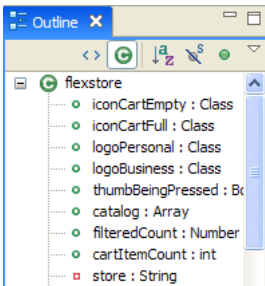 Outline
flexstore
iconCartEmpty : Class
iconCartFull : Class
logoPersonal : Class
logoBusiness : Class
thumbBeingPressed :
catalog : Array
filteredCount : Number
cartItemCount : int
store : String